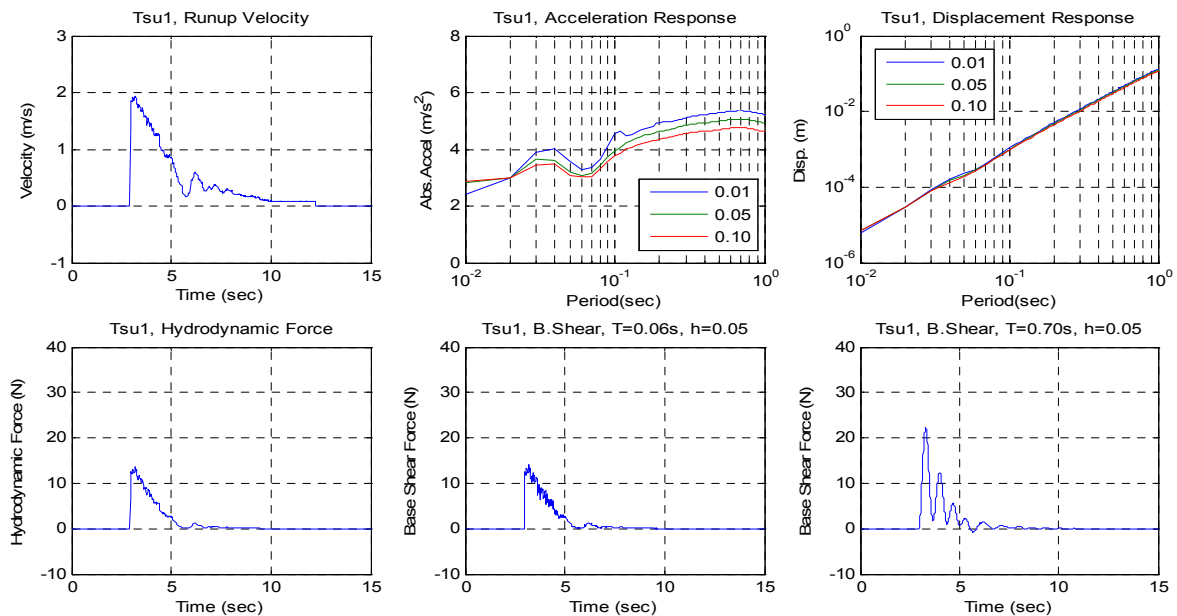 Tsu1, Runup Velocity
3
2
1
0
-1
Velocity (m/s)
0 5 10 15
Time (sec)
Tsu1, Acceleration Response
8
6
4
2
0
Abs.Accel (m/s²)
0.01
0.05
0.10
10⁻² 10⁻¹ 10⁰
Period(sec)
Tsu1, Displacement Response
10⁰
10⁻²
10⁻⁴
10⁻⁶
Disp. (m)
0.01
0.05
0.10
10⁻² 10⁻¹ 10⁰
Period(sec)
Tsu1, Hydrodynamic Force
40
30
20
10
0
-10
Hydrodynamic Force (N)
0 5 10 15
Time (sec)
Tsu1, B.Shear, T=0.06s, h=0.05
40
30
20
10
0
-10
Base Shear Force (N)
0 5 10 15
Time (sec)
Tsu1, B.Shear, T=0.70s, h=0.05
40
30
20
10
0
-10
Base Shear Force (N)
0 5 10 15
Time (sec)